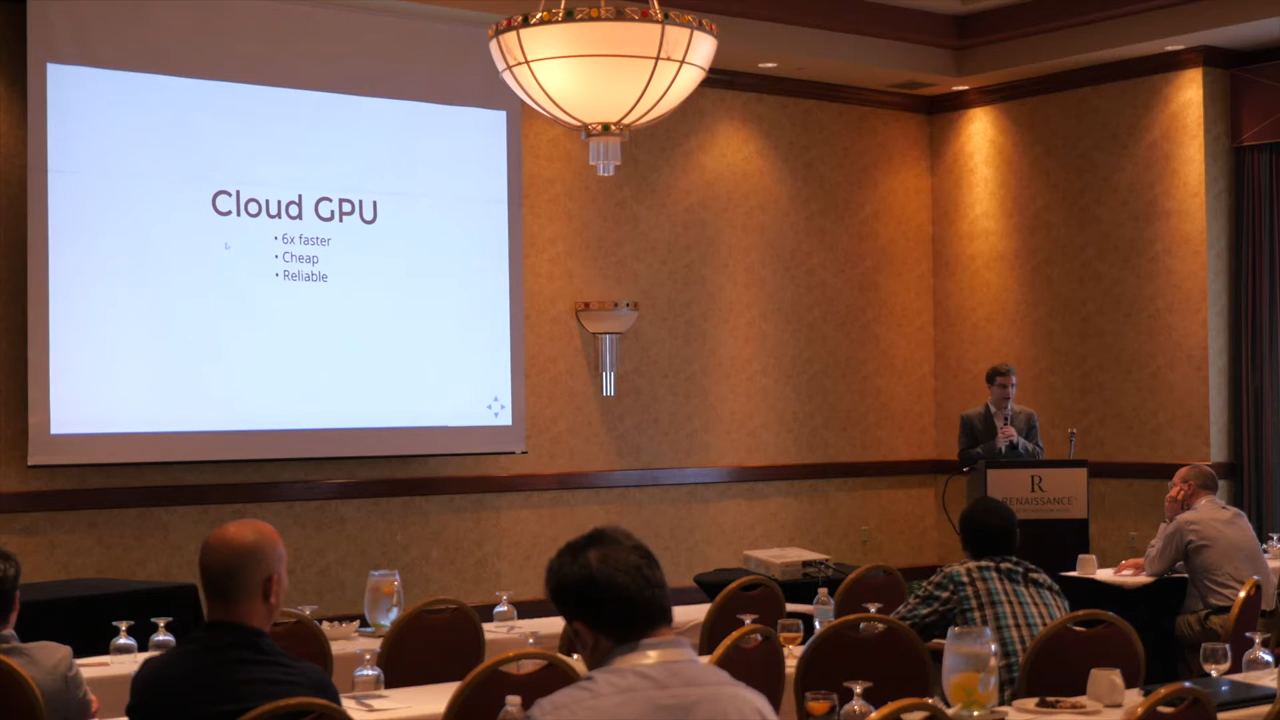 Cloud GPU
• 6x faster
• Cheap
• Reliable
R
RENAISSANCE